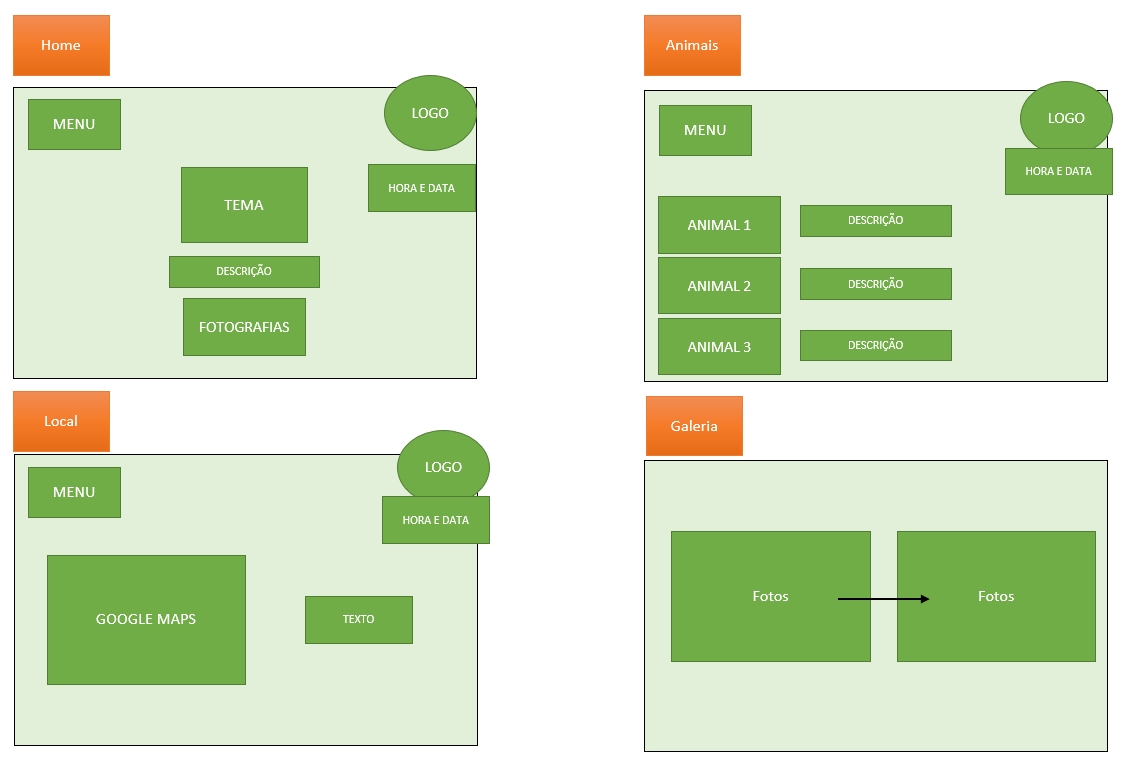 Home
MENU
LOGO
HORA E DATA
TEMA
DESCRIÇÃO
FOTOGRAFIAS
Animais
MENU
LOGO
HORA E DATA
ANIMAL 1
DESCRIÇÃO
ANIMAL 2
DESCRIÇÃO
ANIMAL 3
DESCRIÇÃO
Local
MENU
LOGO
HORA E DATA
GOOGLE MAPS
TEXTO
Galeria
Fotos
Fotos